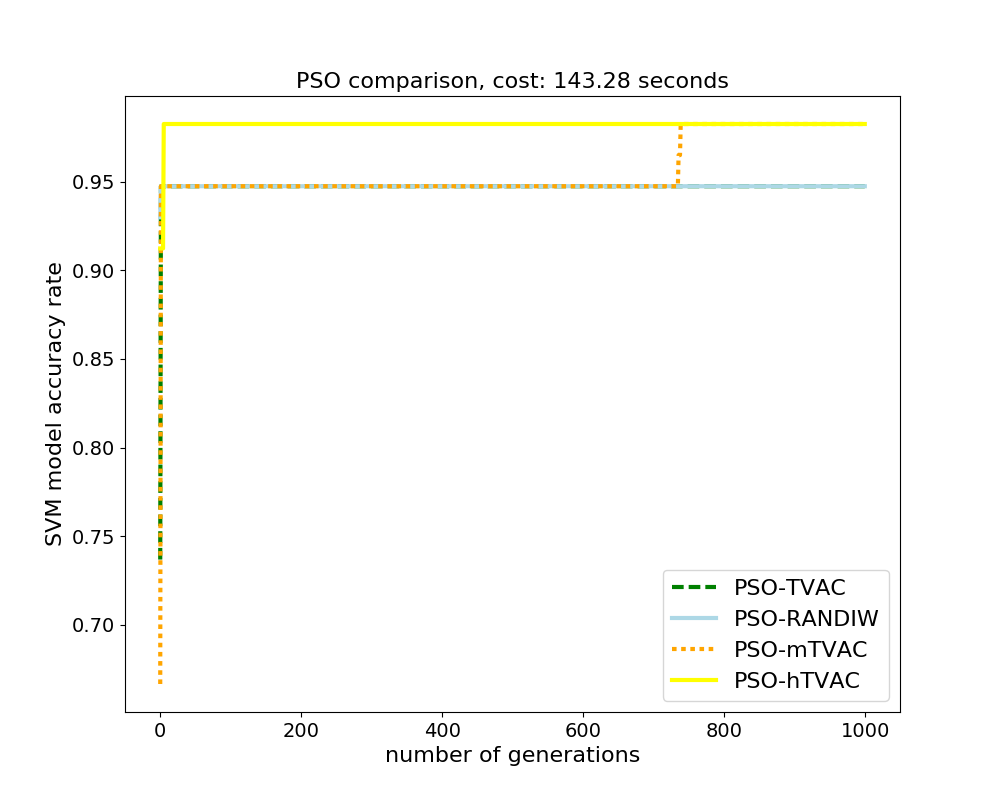 PSO comparison, cost: 143.28 seconds
SVM model accuracy rate
0.95
0.90
0.85
0.80
0.75
0.70
PSO-TVAC
PSO-RANDIW
PSO-mTVAC
PSO-hTVAC
0 200 400 600 800 1000
number of generations